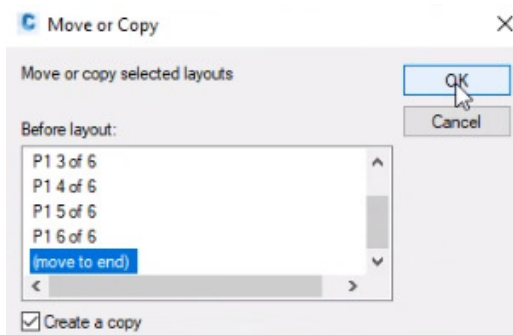 Move or Copy
Move or copy selected layouts
OK
Before layout:
Cancel
P1 3 of 6
P1 4 of 6
P1 5 of 6
P1 6 of 6
(move to end)
Create a copy